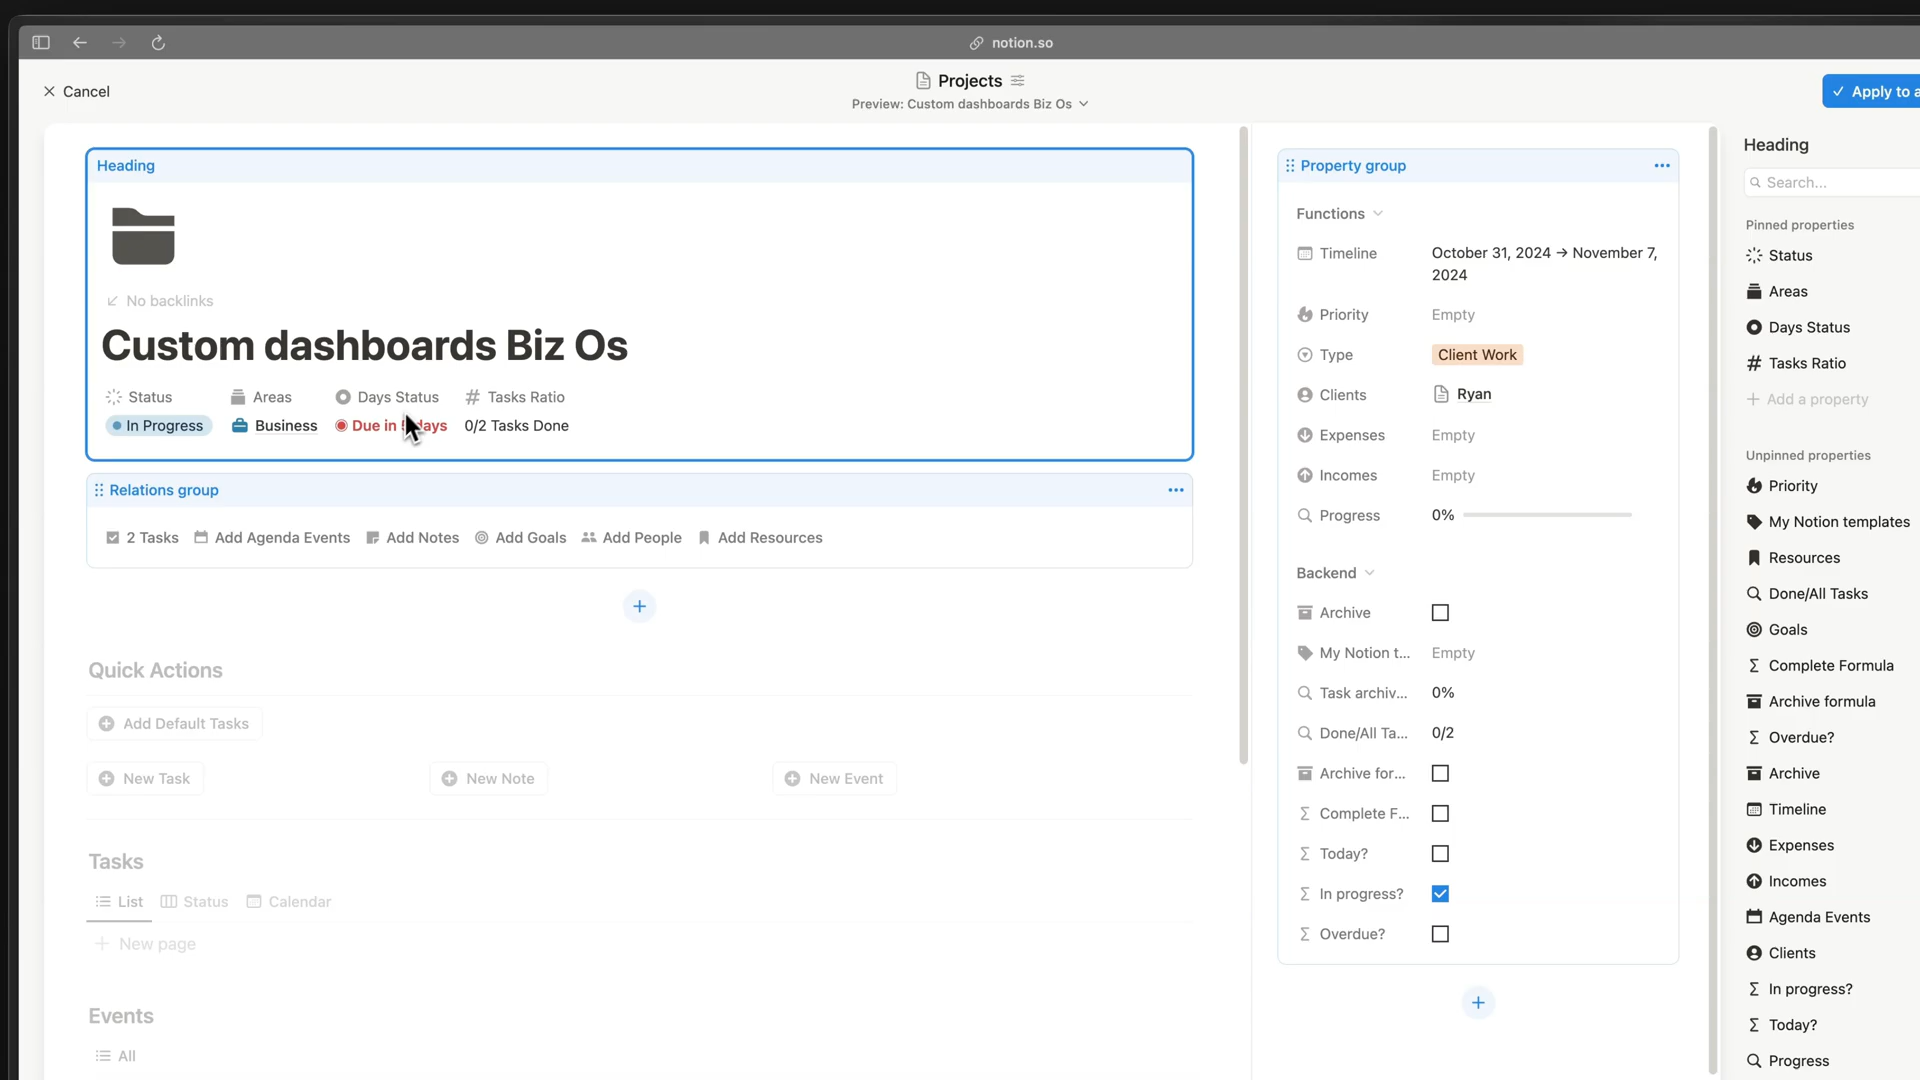 notion.so
Cancel
Projects
Preview: Custom dashboards Biz Os
Apply to a
Heading
No backlinks
Custom dashboards Biz Os
Status Areas Days Status Tasks Ratio
In Progress Business Due in days 0/2 Tasks Done
Relations group
2 Tasks Add Agenda Events Add Notes Add Goals Add People Add Resources
Quick Actions
Add Default Tasks
New Task New Note New Event
Tasks
List Status Calendar
New page
Events
All
Property group
Functions
Timeline October 31, 2024 → November 7,
2024
Priority Empty
Type Client Work
Clients Ryan
Expenses Empty
Incomes Empty
Progress 0%
Backend
Archive
My Notion t... Empty
Task archiv... 0%
Done/All Ta... 0/2
Archive for...
Complete F...
Today?
In progress?
Overdue?
Heading
Search...
Pinned properties
Status
Areas
Days Status
Tasks Ratio
Add a property
Unpinned properties
Priority
My Notion templates
Resources
Done/All Tasks
Goals
Complete Formula
Archive formula
Overdue?
Archive
Timeline
Expenses
Incomes
Agenda Events
Clients
In progress?
Today?
Progress